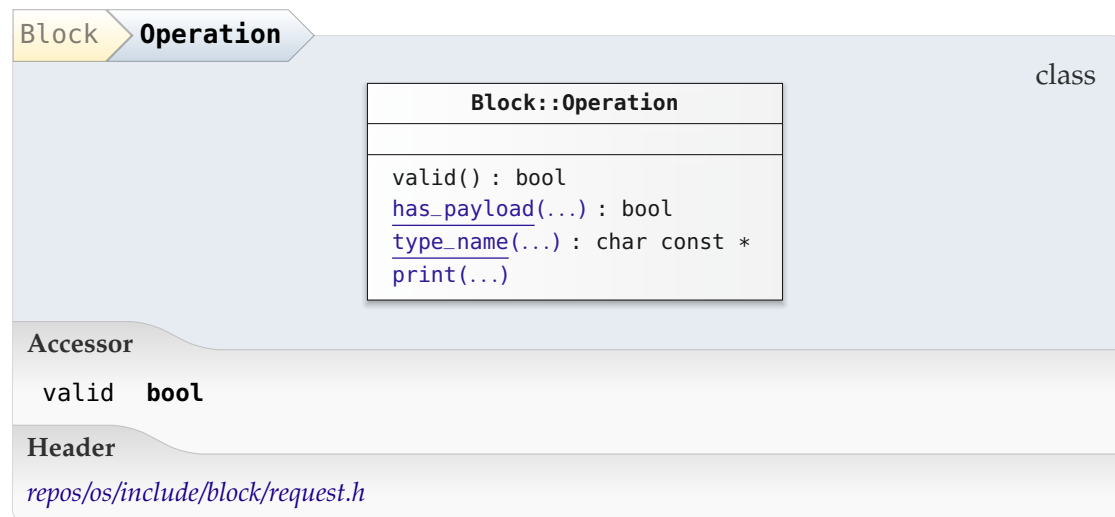 Block Operation
class
Block::Operation
valid() : bool
has_payload(...) : bool
type_name(...) : char const *
print(...)
Accessor
valid bool
Header
repos/os/include/block/request.h